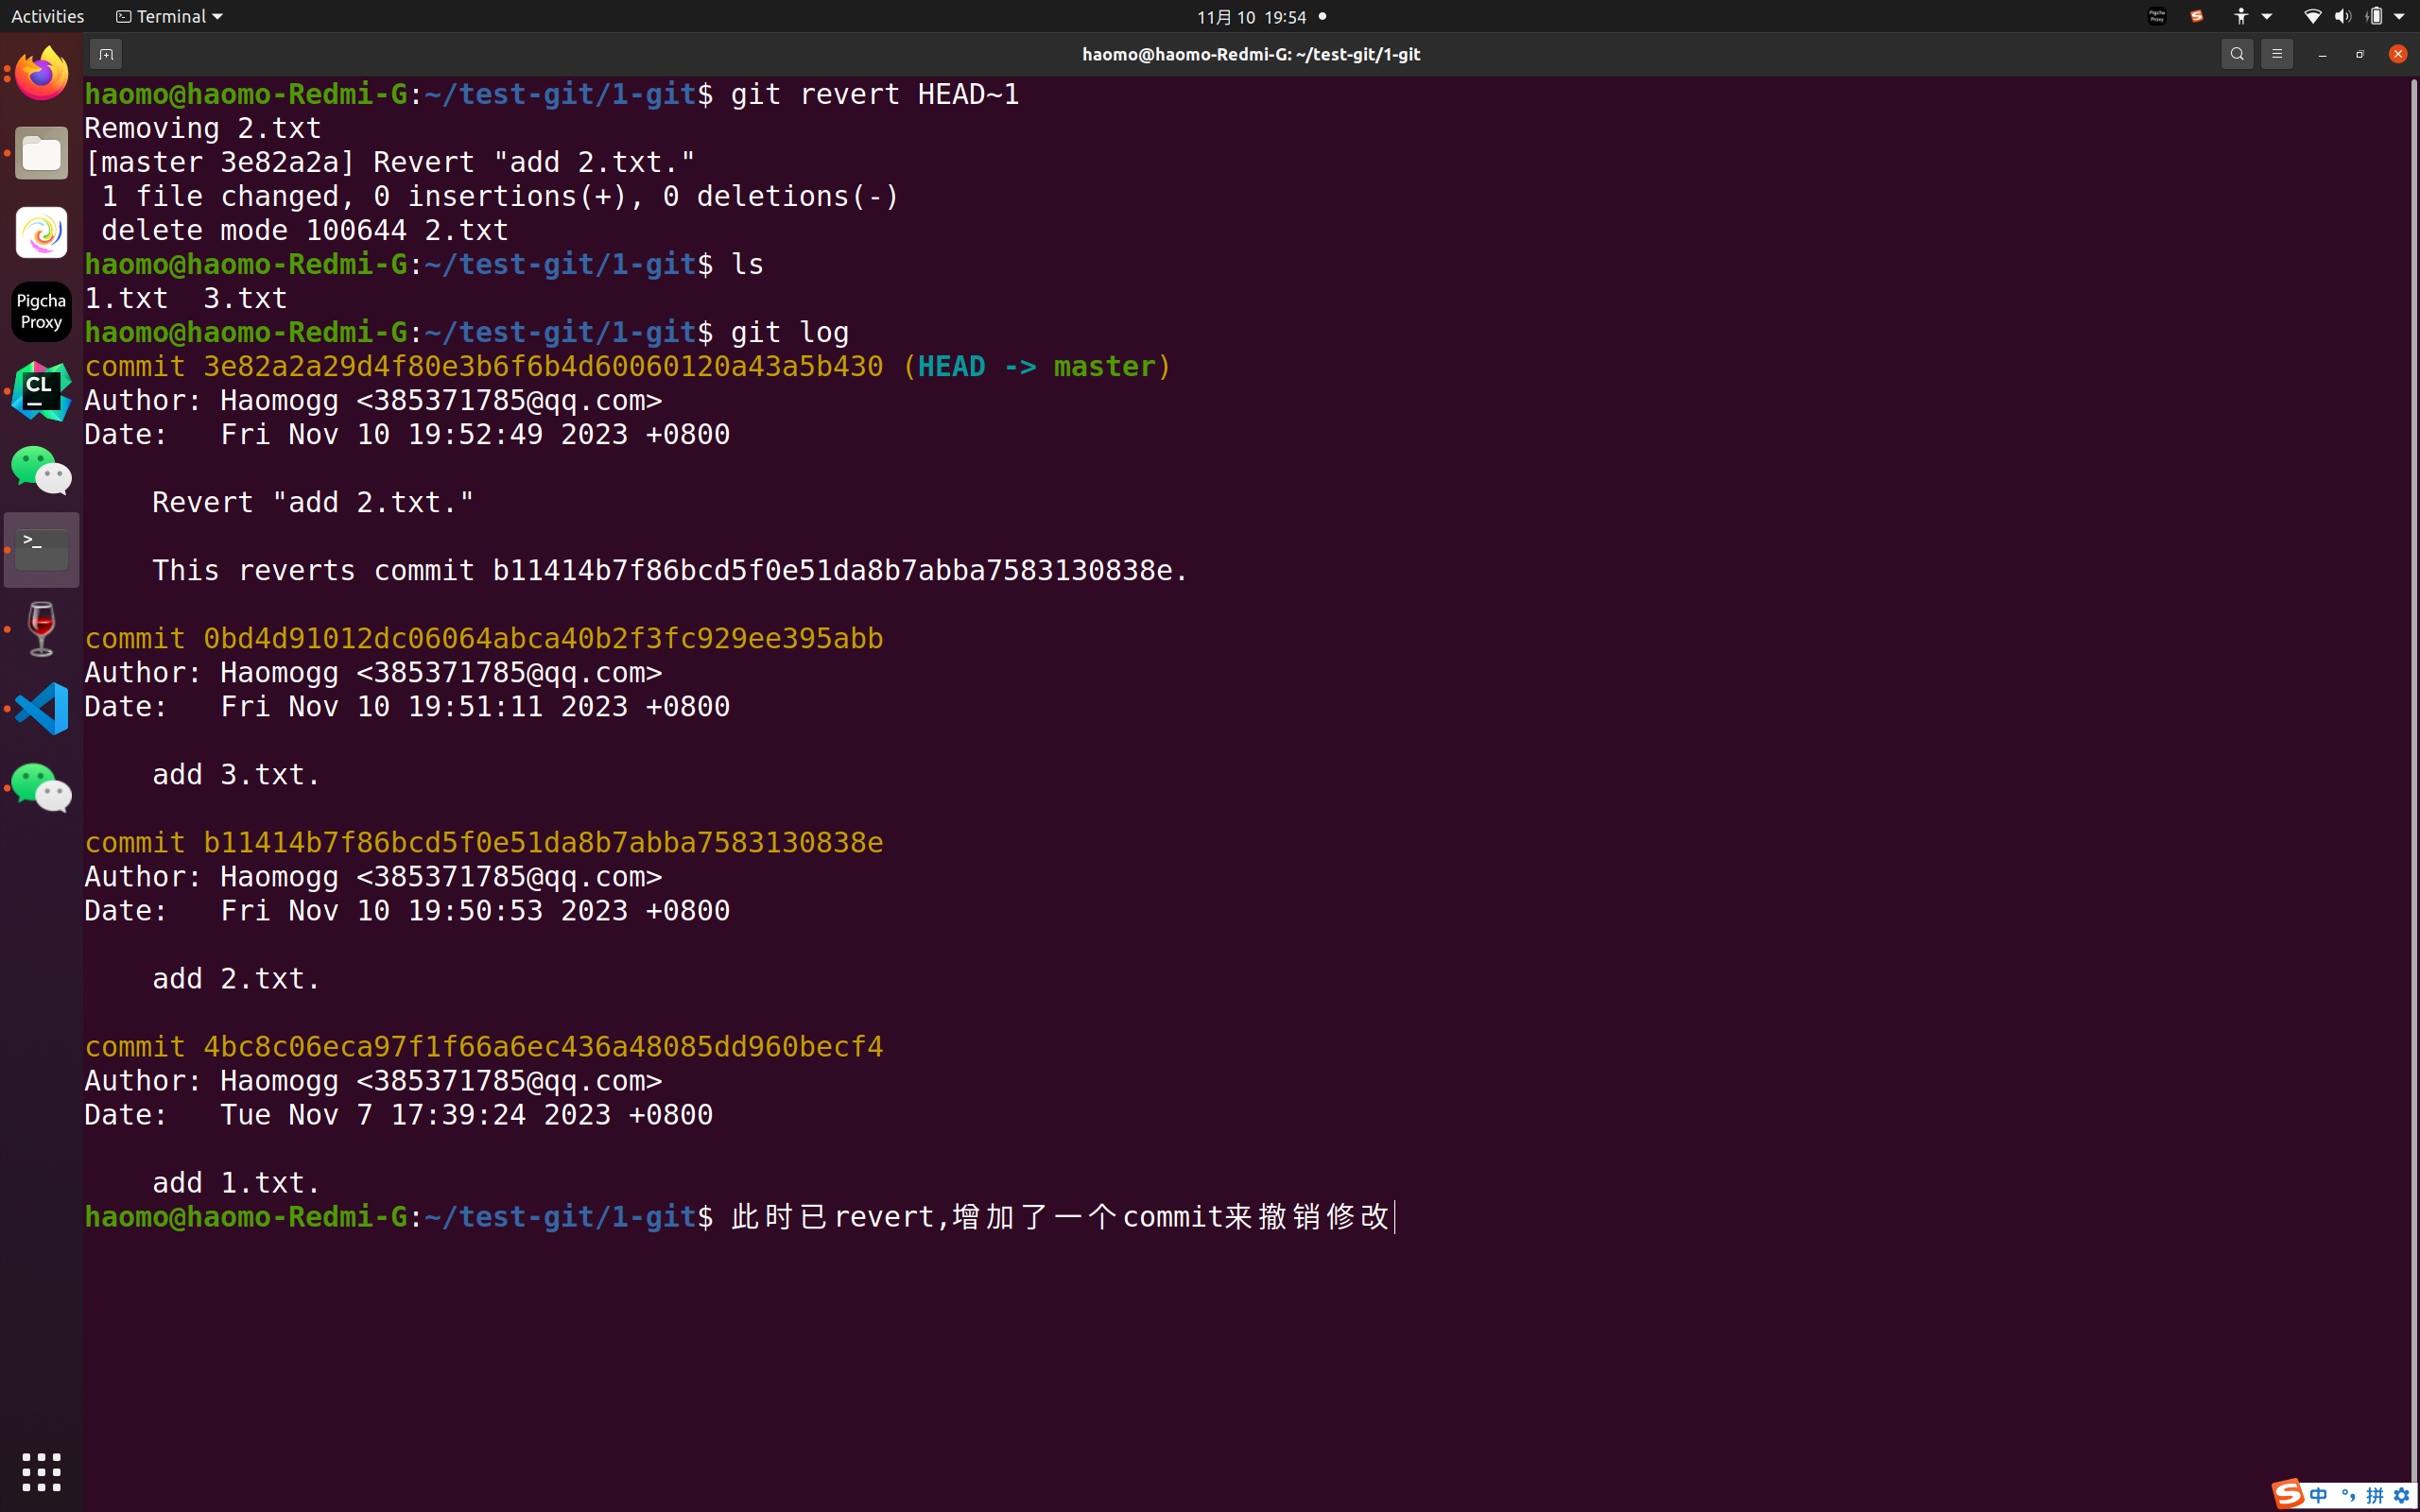 Activities
Terminal
11月 10 19:54
haomo@haomo-Redmi-G: ~/test-git/1-git
haomo@haomo-Redmi-G:~/test-git/1-git$ git revert HEAD~1
Removing 2.txt
[master 3e82a2a] Revert "add 2.txt."
 1 file changed, 0 insertions(+), 0 deletions(-)
 delete mode 100644 2.txt
haomo@haomo-Redmi-G:~/test-git/1-git$ ls
1.txt  3.txt
haomo@haomo-Redmi-G:~/test-git/1-git$ git log
commit 3e82a2a29d4f80e3b6f6b4d60060120a43a5b430 (HEAD -> master)
Author: Haomogg <385371785@qq.com>
Date:   Fri Nov 10 19:52:49 2023 +0800
    Revert "add 2.txt."
    This reverts commit b11414b7f86bcd5f0e51da8b7abba7583130838e.
commit 0bd4d91012dc06064abca40b2f3fc929ee395abb
Author: Haomogg <385371785@qq.com>
Date:   Fri Nov 10 19:51:11 2023 +0800
    add 3.txt.
commit b11414b7f86bcd5f0e51da8b7abba7583130838e
Author: Haomogg <385371785@qq.com>
Date:   Fri Nov 10 19:50:53 2023 +0800
    add 2.txt.
commit 4bc8c06eca97f1f66a6ec436a48085dd960becf4
Author: Haomogg <385371785@qq.com>
Date:   Tue Nov 7 17:39:24 2023 +0800
    add 1.txt.
haomo@haomo-Redmi-G:~/test-git/1-git$ 此时已revert,增加了一个commit来撤销修改
Pigcha
Proxy
CL
>_
S 中 °, 拼